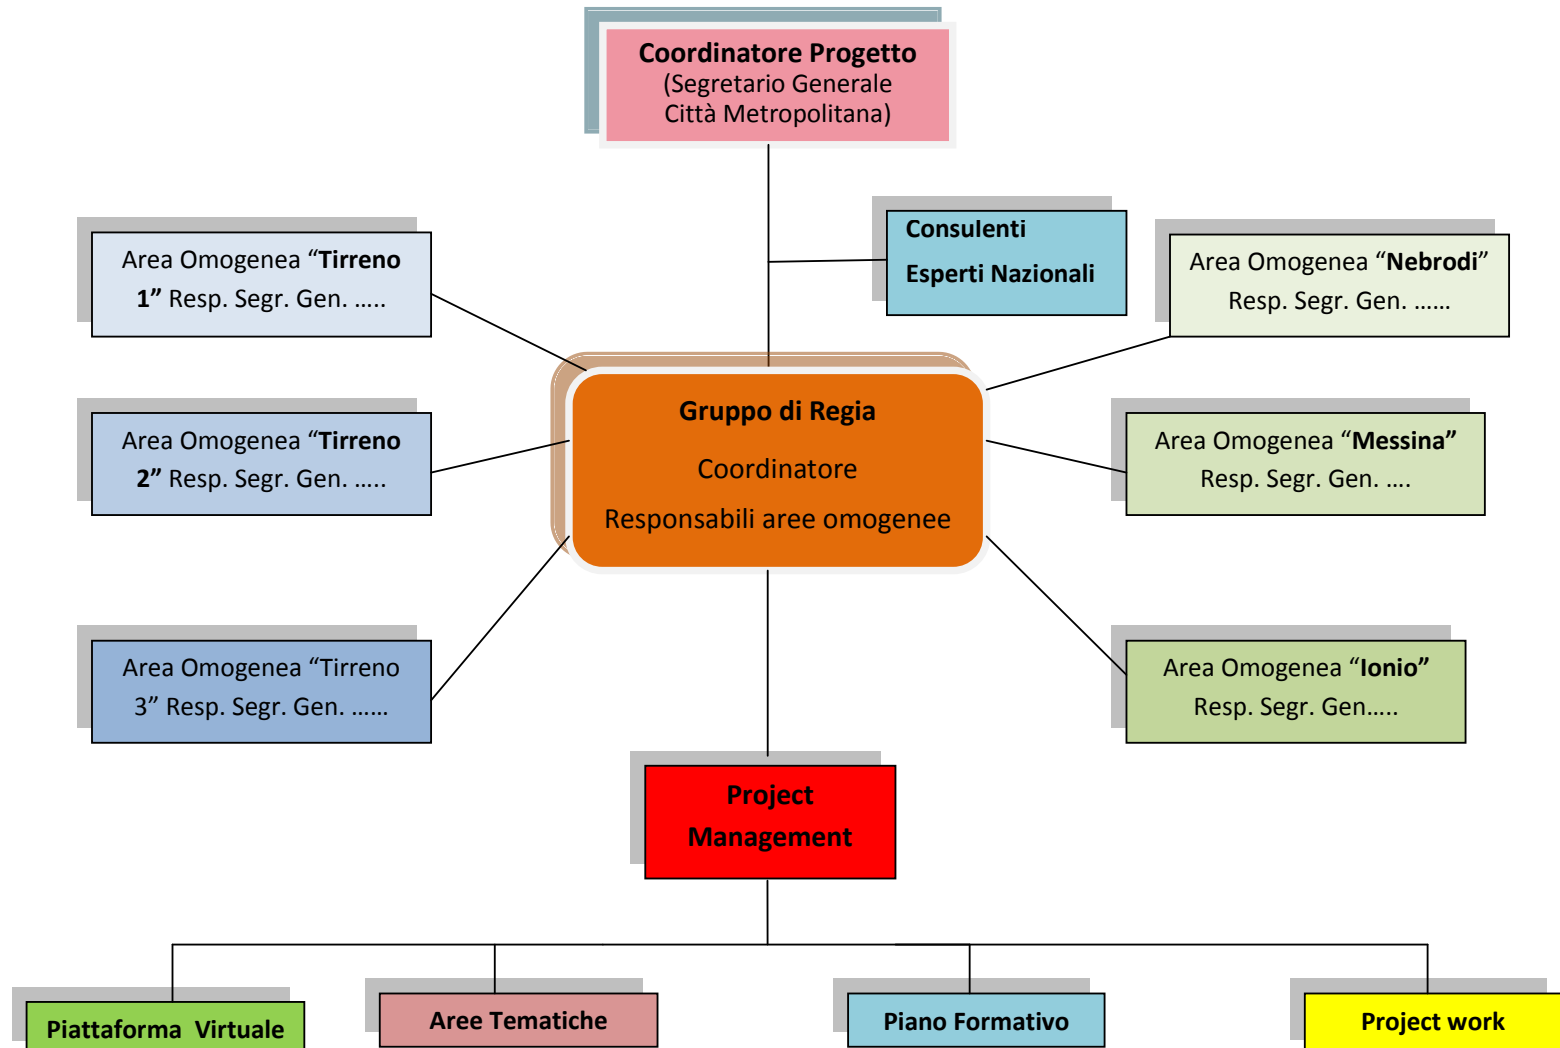 Coordinatore Progetto
(Segretario Generale
Città Metropolitana)
Consulenti
Esperti Nazionali
Area Omogenea “Tirreno
1” Resp. Segr. Gen. …..
Area Omogenea “Nebrodi”
Resp. Segr. Gen. ……
Gruppo di Regia
Coordinatore
Responsabili aree omogenee
Area Omogenea “Tirreno
2” Resp. Segr. Gen. …..
Area Omogenea “Messina”
Resp. Segr. Gen. ….
Area Omogenea “Tirreno
3” Resp. Segr. Gen. ……
Area Omogenea “Ionio”
Resp. Segr. Gen…..
Project
Management
Piattaforma  Virtuale
Aree Tematiche
Piano Formativo
Project work